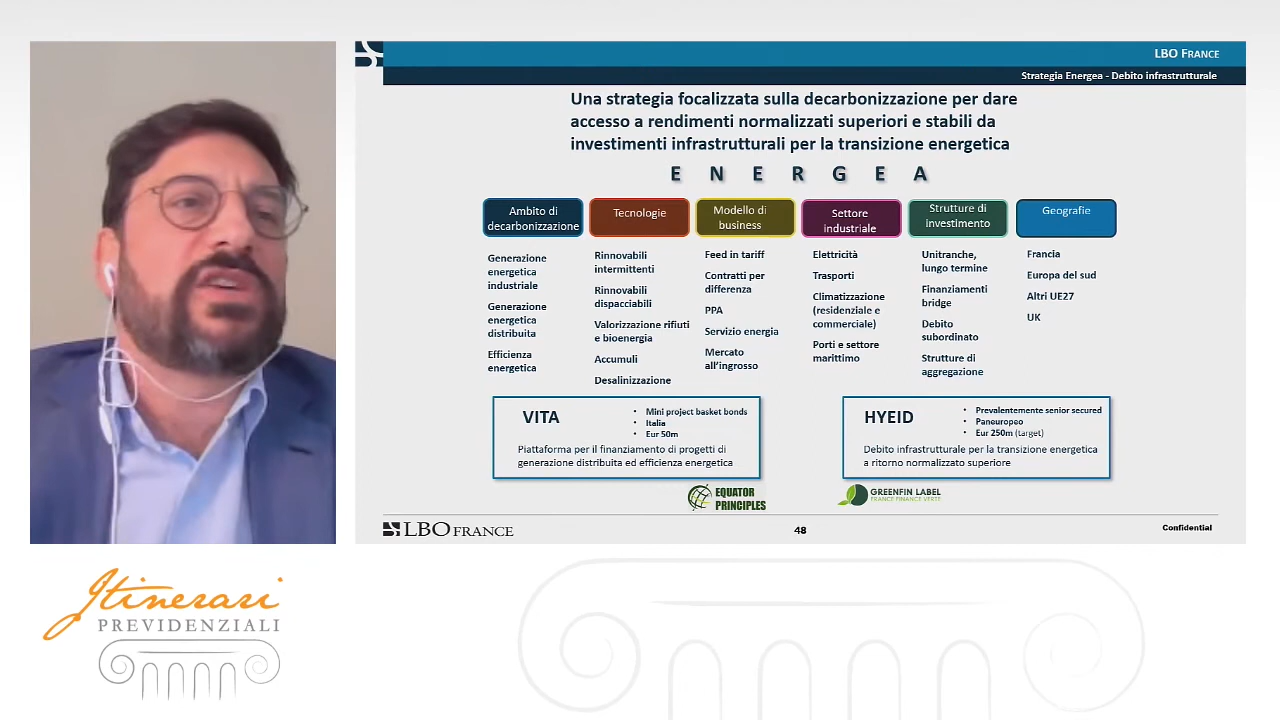 LBO FRANCE
Strategia Energea - Debito infrastrutturale
Una strategia focalizzata sulla decarbonizzazione per dare
accesso a rendimenti normalizzati superiori e stabili da
investimenti infrastrutturali per la transizione energetica
E N E R G E A
Ambito di
decarbonizzazione
Generazione
energetica
industriale
Generazione
energetica
distribuita
Efficienza
energetica
Tecnologie
Rinnovabili
intermittenti
Rinnovabili
dispacciabili
Valorizzazione rifiuti
e bioenergia
Accumuli
Desalinizzazione
Modello di
business
Feed in tariff
Contratti per
differenza
PPA
Servizio energia
Mercato
all'ingrosso
Settore
industriale
Elettricità
Trasporti
Climatizzazione
(residenziale e
commerciale)
Porti e settore
marittimo
Strutture di
investimento
Unitranche,
lungo termine
Finanziamenti
bridge
Debito
subordinato
Strutture di
aggregazione
Geografie
Francia
Europa del sud
Altri UE27
UK
VITA
• Mini project basket bonds
• Italia
• Eur 50m
Piattaforma per il finanziamento di progetti di
generazione distribuita ed efficienza energetica
HYEID
• Prevalentemente senior secured
• Paneuropeo
• Eur 250m (target)
Debito infrastrutturale per la transizione energetica
a ritorno normalizzato superiore
EQUATOR
PRINCIPLES
GREENFIN LABEL
FRANCE FINANCE VERTE
LBO FRANCE
48
Confidential
Itinerari
PREVIDENZIALI